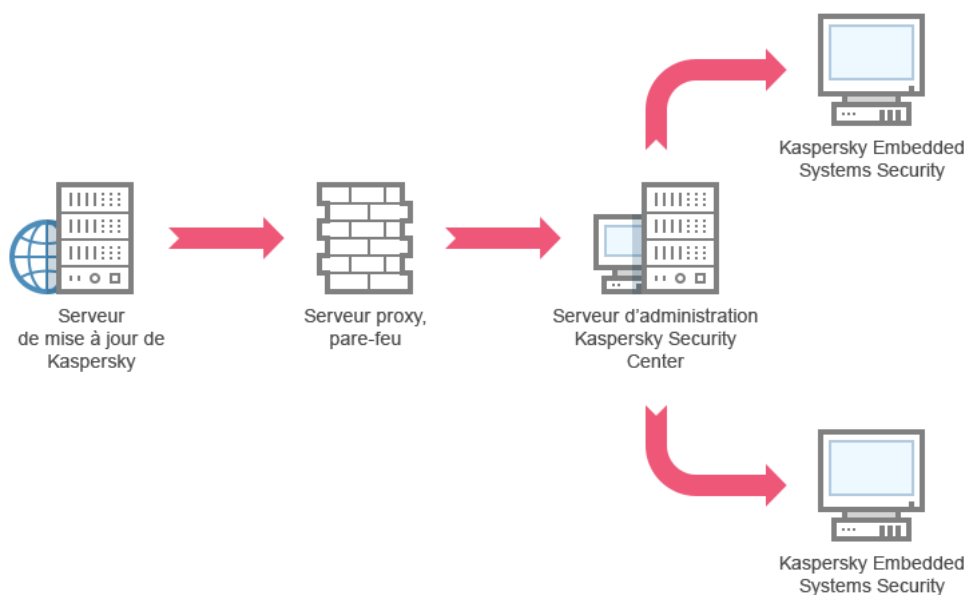 Kaspersky Embedded
Systems Security
Serveur
de mise à jour de
Kaspersky
Serveur proxy,
pare-feu
Serveur d’administration
Kaspersky Security
Center
Kaspersky Embedded
Systems Security